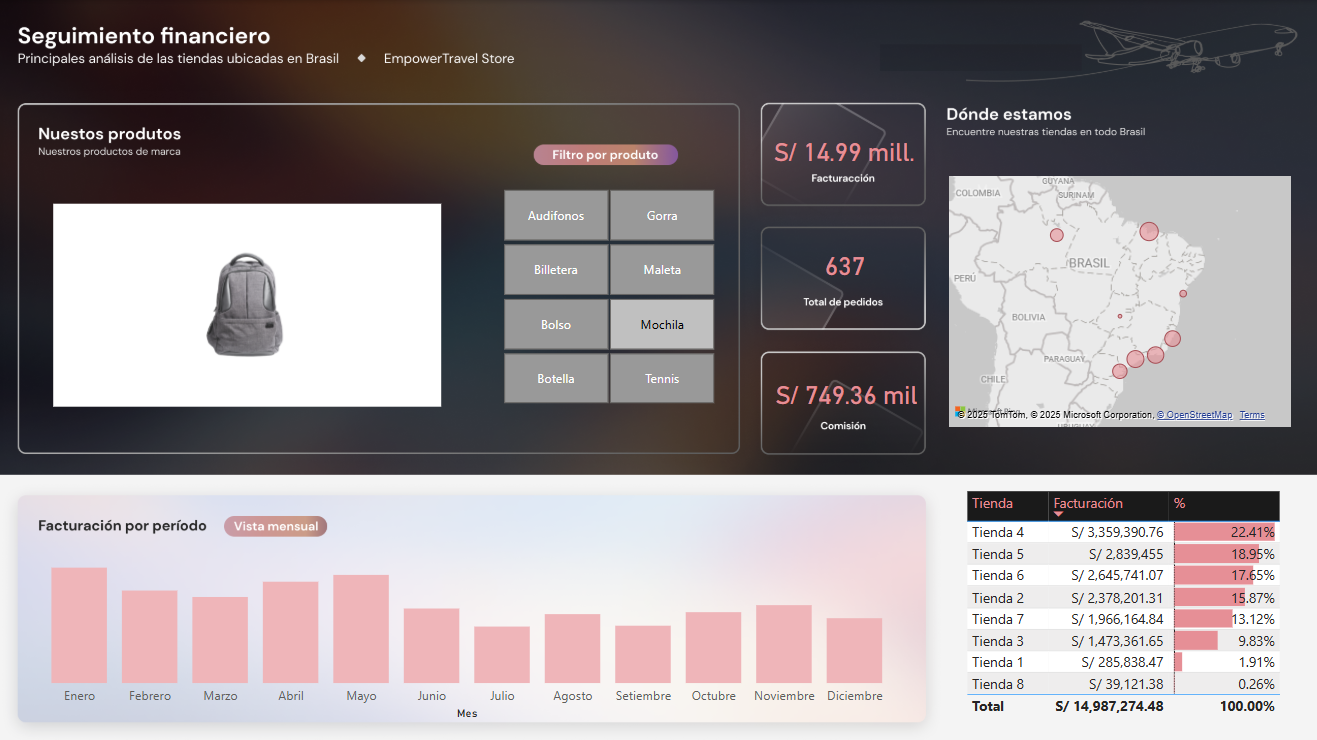 Seguimiento financiero
Principales análisis de las tiendas ubicadas en Brasil ◆ EmpowerTravel Store
Nuestos produtos
Nuestros productos de marca
Filtro por produto
Audifonos Gorra
Billetera Maleta
Bolso Mochila
Botella Tennis
S/ 14.99 mill.
Facturacción
637
Total de pedidos
S/ 749.36 mil
Comisión
Dónde estamos
Encuentre nuestras tiendas en todo Brasil
GUYANA
COLOMBIA
SURINAM
BRASIL
PERÚ
BOLIVIA
PARAGUAY
CHILE
URUGUAY
© 2025 TomTom, © 2025 Microsoft Corporation, © OpenStreetMap Terms
Facturación por período Vista mensual
Enero Febrero Marzo Abril Mayo Junio Julio Agosto Setiembre Octubre Noviembre Diciembre
Mes
Tienda Facturación %
Tienda 4 S/ 3,359,390.76 22.41%
Tienda 5 S/ 2,839,455 18.95%
Tienda 6 S/ 2,645,741.07 17.65%
Tienda 2 S/ 2,378,201.31 15.87%
Tienda 7 S/ 1,966,164.84 13.12%
Tienda 3 S/ 1,473,361.65 9.83%
Tienda 1 S/ 285,838.47 1.91%
Tienda 8 S/ 39,121.38 0.26%
Total S/ 14,987,274.48 100.00%